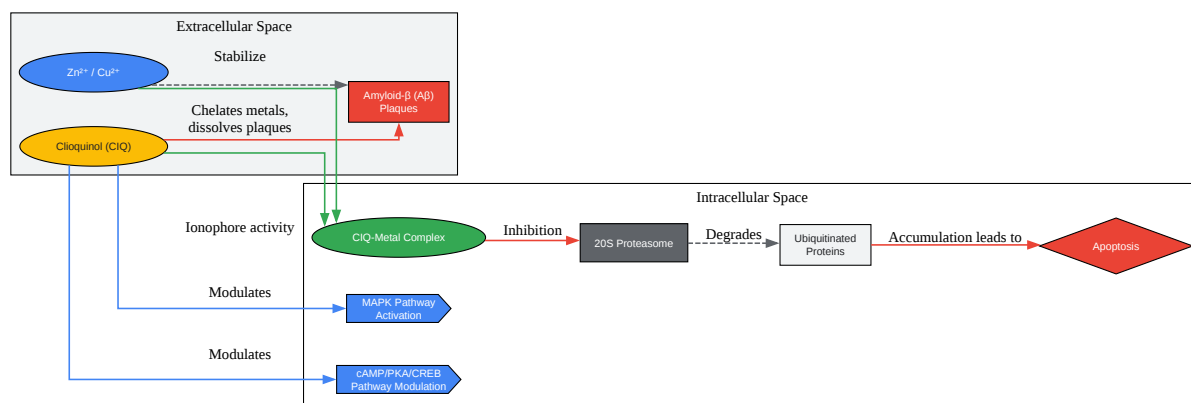 Extracellular Space
Stabilize
Zn²⁺ / Cu²⁺
Amyloid-β (Aβ)
Plaques
Chelates metals,
dissolves plaques
Clioquinol (CIQ)
Intracellular Space
Ionophore activity
CIQ-Metal Complex
Inhibition
20S Proteasome
Degrades
Ubiquitinated
Proteins
Accumulation leads to
Apoptosis
Modulates
MAPK Pathway
Activation
Modulates
cAMP/PKA/CREB
Pathway Modulation